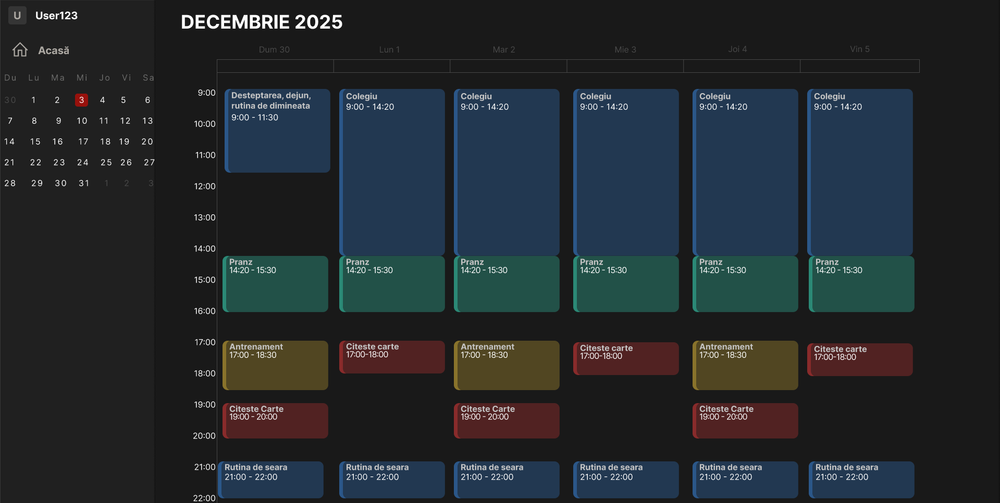 U User123
Acasă
Du Lu Ma Mi Jo Vi Sa
30 1 2 3 4 5 6
7 8 9 10 11 12 13
14 15 16 17 18 19 20
21 22 23 24 25 26 27
28 29 30 31 1 2 3
DECEMBRIE 2025
Dum 30 Lun 1 Mar 2 Mie 3 Joi 4 Vin 5
9:00
10:00
11:00
12:00
13:00
14:00
15:00
16:00
17:00
18:00
19:00
20:00
21:00
22:00
Desteptarea, dejun,
rutina de dimineata
9:00 - 11:30
Pranz
14:20 - 15:30
Antrenament
17:00 - 18:30
Citeste Carte
19:00 - 20:00
Rutina de seara
21:00 - 22:00
Colegiu
9:00 - 14:20
Pranz
14:20 - 15:30
Citeste carte
17:00-18:00
Rutina de seara
21:00 - 22:00
Colegiu
9:00 - 14:20
Pranz
14:20 - 15:30
Antrenament
17:00 - 18:30
Citeste Carte
19:00 - 20:00
Rutina de seara
21:00 - 22:00
Colegiu
9:00 - 14:20
Pranz
14:20 - 15:30
Citeste carte
17:00-18:00
Rutina de seara
21:00 - 22:00
Colegiu
9:00 - 14:20
Pranz
14:20 - 15:30
Antrenament
17:00 - 18:30
Citeste Carte
19:00 - 20:00
Rutina de seara
21:00 - 22:00
Colegiu
9:00 - 14:20
Pranz
14:20 - 15:30
Citeste carte
17:00-18:00
Rutina de seara
21:00 - 22:00